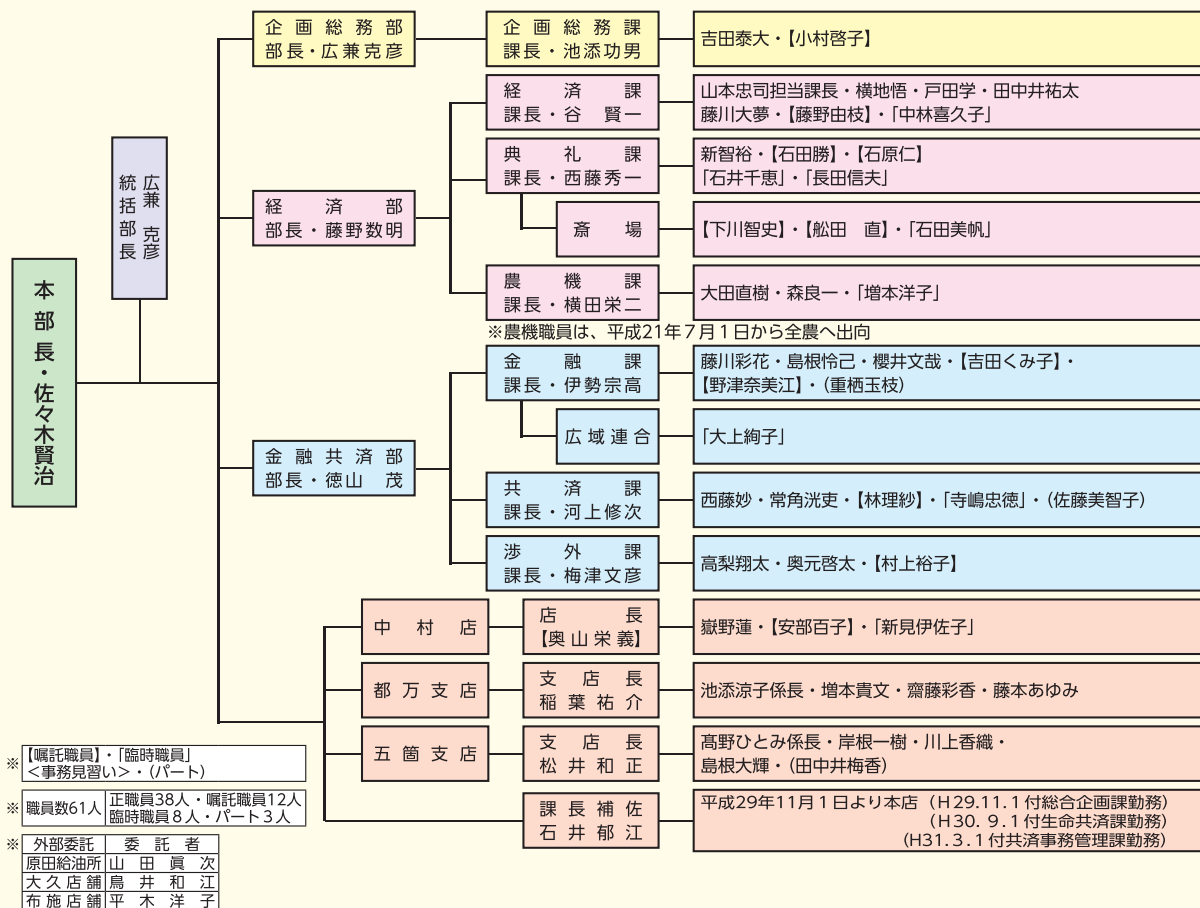 本部長・佐々木賢治
統括部長
広兼 克彦
企画総務部
部長・広兼克彦
企画総務課
課長・池添功男
吉田泰大・【小村啓子】
経済部
部長・藤野数明
経済課
課長・谷 賢一
山本忠司担当課長・横地悟・戸田学・田中井祐太
藤川大夢・【藤野由枝】・「中林喜久子」
典礼課
課長・西藤秀一
新智裕・【石田勝】・【石原仁】
「石井千恵」・「長田信夫」
斎場
【下川智史】・【舩田 直】・「石田美帆」
農機課
課長・横田栄二
大田直樹・森良一・「増本洋子」
※農機職員は、平成21年７月１日から全農へ出向
金融共済部
部長・徳山 茂
金融課
課長・伊勢宗高
藤川彩花・島根怜己・櫻井文哉・【吉田くみ子】・
【野津奈美江】・（重栖玉枝）
広域連合
「大上絢子」
共済課
課長・河上修次
西藤妙・常角洸吏・【林理紗】・「寺嶋忠徳」・（佐藤美智子）
渉外課
課長・梅津文彦
高梨翔太・奥元啓太・【村上裕子】
中村店
店長
【奥山栄義】
嶽野蓮・【安部百子】・「新見伊佐子」
都万支店
支店長
稲葉祐介
池添涼子係長・増本貴文・齋藤彩香・藤本あゆみ
五箇支店
支店長
松井和正
髙野ひとみ係長・岸根一樹・川上香織・
島根大輝・（田中井梅香）
課長補佐
石井郁江
平成29年11月１日より本店（Ｈ29.11.１付総合企画課勤務）
（Ｈ30.９.１付生命共済課勤務）
（H31.３.１付共済事務管理課勤務）
※【嘱託職員】・「臨時職員」
＜事務見習い＞・（パート）
※職員数61人 正職員38人・嘱託職員12人
臨時職員８人・パート３人
※外部委託 委託者
原田給油所 山田眞次
大久店舗 鳥井和江
布施店舗 平木洋子